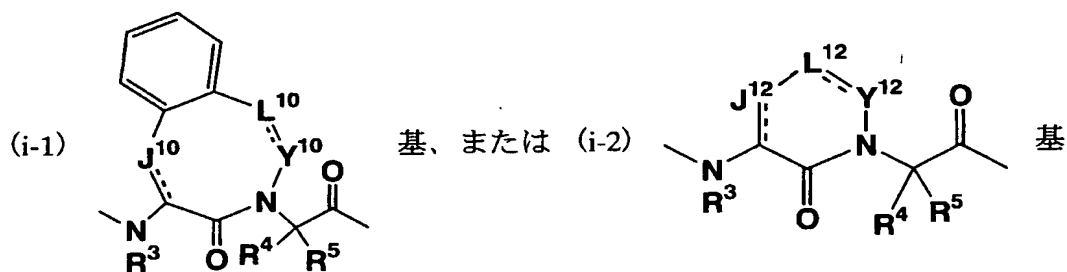 (i-1) J¹⁰ L¹⁰ Y¹⁰ N R³ O N R⁴ R⁵ O 基、または (i-2) J¹² L¹² Y¹² N R³ O N R⁴ R⁵ O 基